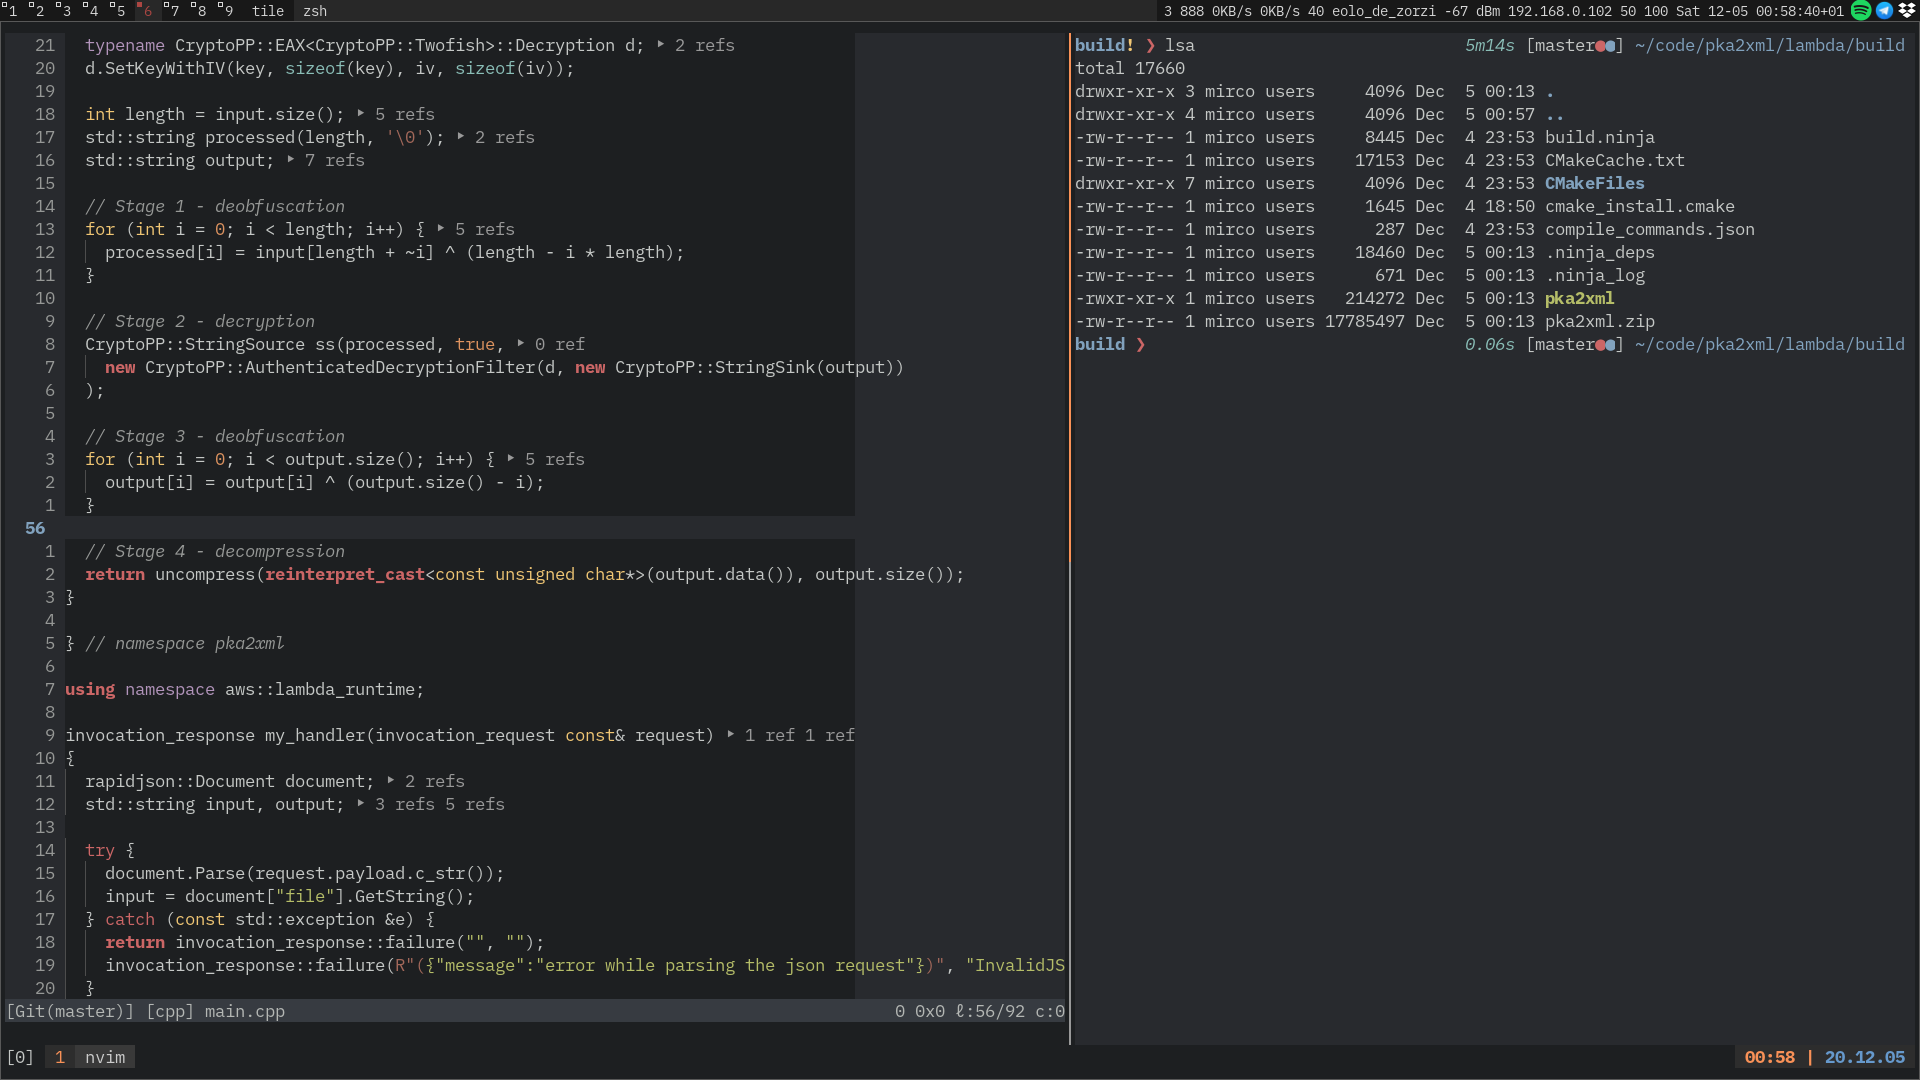 1 2 3 4 5 6 7 8 9 tile zsh
3 888 0KB/s 0KB/s 40 eolo_de_zorzi -67 dBm 192.168.0.102 50 100 Sat 12-05 00:58:40+01
21 typename CryptoPP::EAX<CryptoPP::Twofish>::Decryption d; ‣ 2 refs
20 d.SetKeyWithIV(key, sizeof(key), iv, sizeof(iv));
19
18 int length = input.size(); ‣ 5 refs
17 std::string processed(length, '\0'); ‣ 2 refs
16 std::string output; ‣ 7 refs
15
14 // Stage 1 - deobfuscation
13 for (int i = 0; i < length; i++) { ‣ 5 refs
12 processed[i] = input[length + ~i] ^ (length - i * length);
11 }
10
9 // Stage 2 - decryption
8 CryptoPP::StringSource ss(processed, true, ‣ 0 ref
7 new CryptoPP::AuthenticatedDecryptionFilter(d, new CryptoPP::StringSink(output))
6 );
5
4 // Stage 3 - deobfuscation
3 for (int i = 0; i < output.size(); i++) { ‣ 5 refs
2 output[i] = output[i] ^ (output.size() - i);
1 }
56
1 // Stage 4 - decompression
2 return uncompress(reinterpret_cast<const unsigned char*>(output.data()), output.size());
3 }
4
5 } // namespace pka2xml
6
7 using namespace aws::lambda_runtime;
8
9 invocation_response my_handler(invocation_request const& request) ‣ 1 ref 1 ref
10 {
11 rapidjson::Document document; ‣ 2 refs
12 std::string input, output; ‣ 3 refs 5 refs
13
14 try {
15 document.Parse(request.payload.c_str());
16 input = document["file"].GetString();
17 } catch (const std::exception &e) {
18 return invocation_response::failure("", "");
19 invocation_response::failure(R"({"message":"error while parsing the json request"})", "InvalidJS
20 }
[Git(master)] [cpp] main.cpp 0 0x0 ℓ:56/92 c:0
build! ❯ lsa 5m14s [master●●] ~/code/pka2xml/lambda/build
total 17660
drwxr-xr-x 3 mirco users 4096 Dec 5 00:13 .
drwxr-xr-x 4 mirco users 4096 Dec 5 00:57 ..
-rw-r--r-- 1 mirco users 8445 Dec 4 23:53 build.ninja
-rw-r--r-- 1 mirco users 17153 Dec 4 23:53 CMakeCache.txt
drwxr-xr-x 7 mirco users 4096 Dec 4 23:53 CMakeFiles
-rw-r--r-- 1 mirco users 1645 Dec 4 18:50 cmake_install.cmake
-rw-r--r-- 1 mirco users 287 Dec 4 23:53 compile_commands.json
-rw-r--r-- 1 mirco users 18460 Dec 5 00:13 .ninja_deps
-rw-r--r-- 1 mirco users 671 Dec 5 00:13 .ninja_log
-rwxr-xr-x 1 mirco users 214272 Dec 5 00:13 pka2xml
-rw-r--r-- 1 mirco users 17785497 Dec 5 00:13 pka2xml.zip
build ❯ 0.06s [master●●] ~/code/pka2xml/lambda/build
[0] 1 nvim
00:58 | 20.12.05